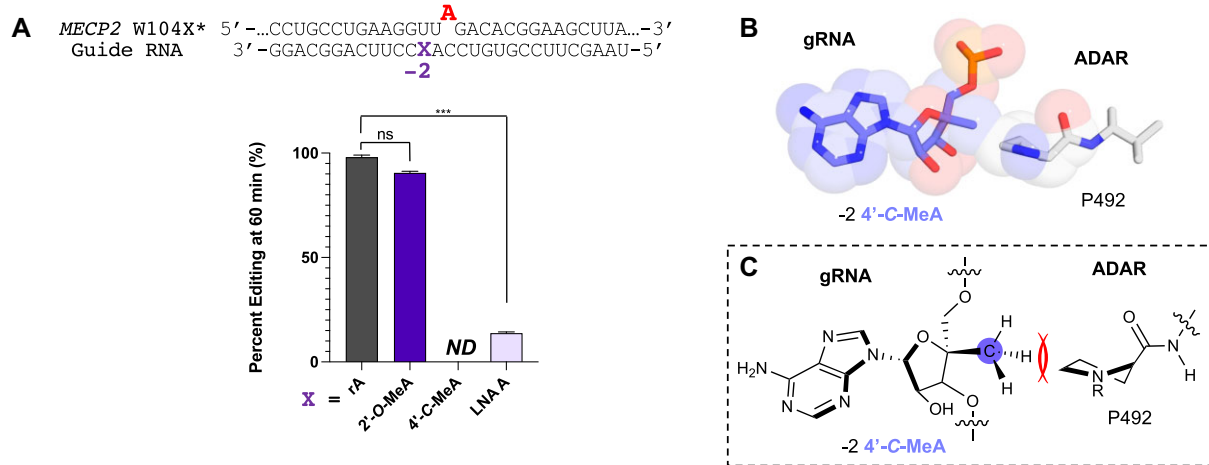 A
A
MECP2 W104X* 5'-…CCUGCCUGAAGGUU GACACGGAAGCUUA…-3'
Guide RNA 3'-GGACGGACUUCCXACCUGUGCCUUCGAAU-5'
-2
***
ns
100
50
0
Percent Editing at 60 min (%)
ND
X = rA 2'-O-MeA 4'-C-MeA LNA A
B
gRNA
ADAR
P492
-2 4'-C-MeA
C
gRNA
ADAR
O
H
O
O
C H
N N
H
N
H2N
N N
O
N
H
OH
O
R
P492
-2 4'-C-MeA